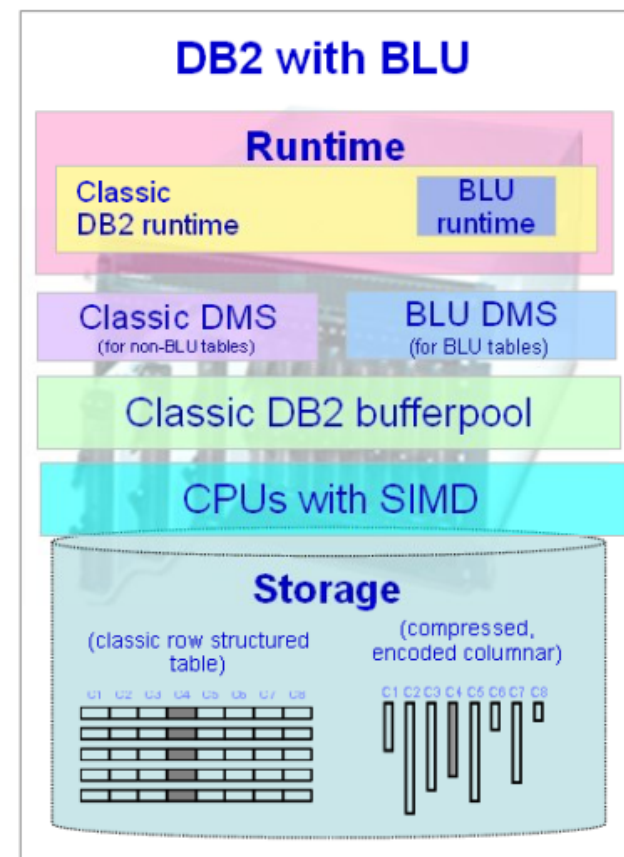 DB2 with BLU
Runtime
Classic
DB2 runtime
BLU
runtime
Classic DMS
(for non-BLU tables)
BLU DMS
(for BLU tables)
Classic DB2 bufferpool
CPUs with SIMD
Storage
(classic row structured
table)
(compressed,
encoded columnar)
C1 C2 C3 C4 C5 C6 C7 C8
C1 C2 C3 C4 C5 C6 C7 C8